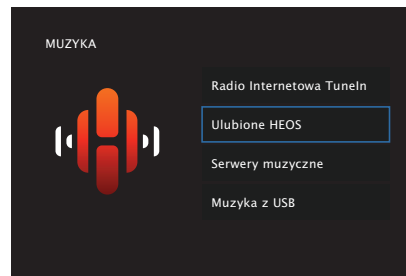 MUZYKA
Radio Internetowa TuneIn
Ulubione HEOS
Serwery muzyczne
Muzyka z USB